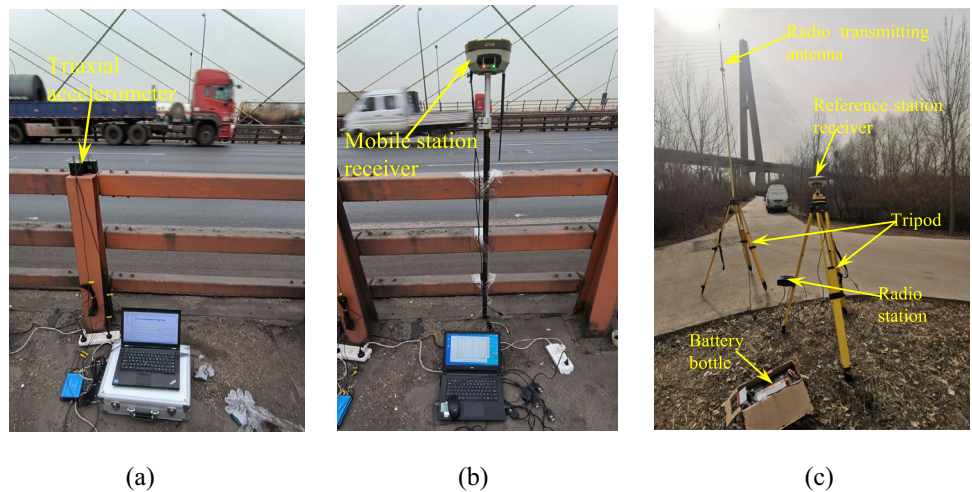 Triaxial
accelerometer
Mobile station
receiver
Radio transmitting
antenna
Reference station
receiver
Tripod
Radio
station
Battery
bottle
(a)
(b)
(c)